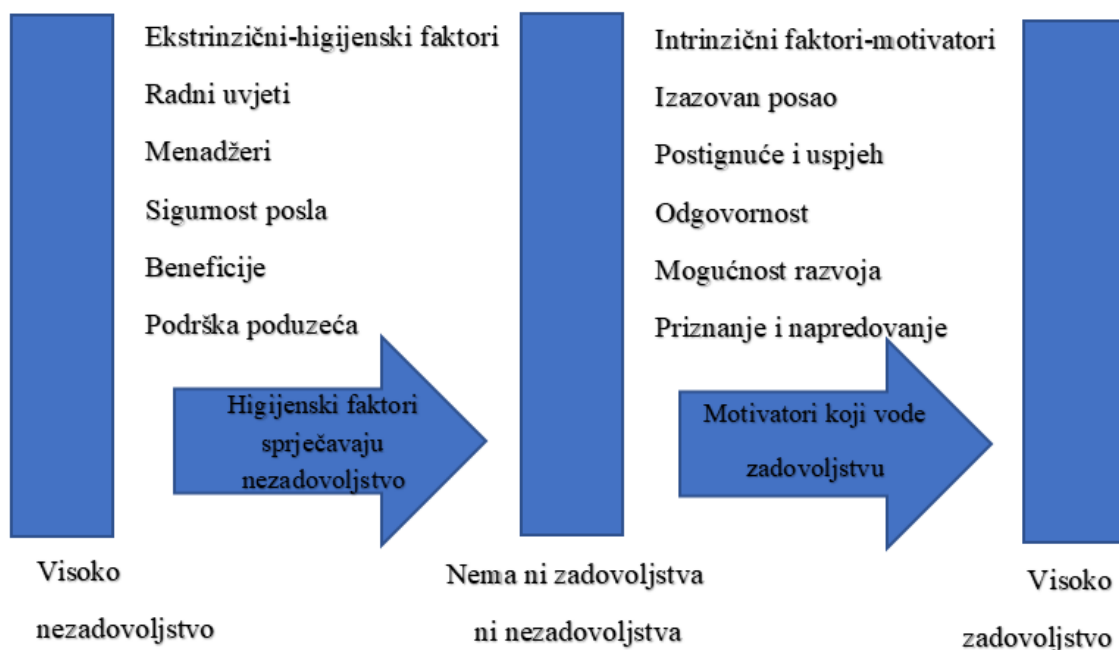 Ekstrinzični-higijenski faktori
Radni uvjeti
Menadžeri
Sigurnost posla
Beneficije
Podrška poduzeća
Higijenski faktori
sprječavaju
nezadovoljstvo
Intrinzični faktori-motivatori
Izazovan posao
Postignuće i uspjeh
Odgovornost
Mogućnost razvoja
Priznanje i napredovanje
Motivatori koji vode
zadovoljstvu
Visoko
nezadovoljstvo
Nema ni zadovoljstva
ni nezadovoljstva
Visoko
zadovoljstvo